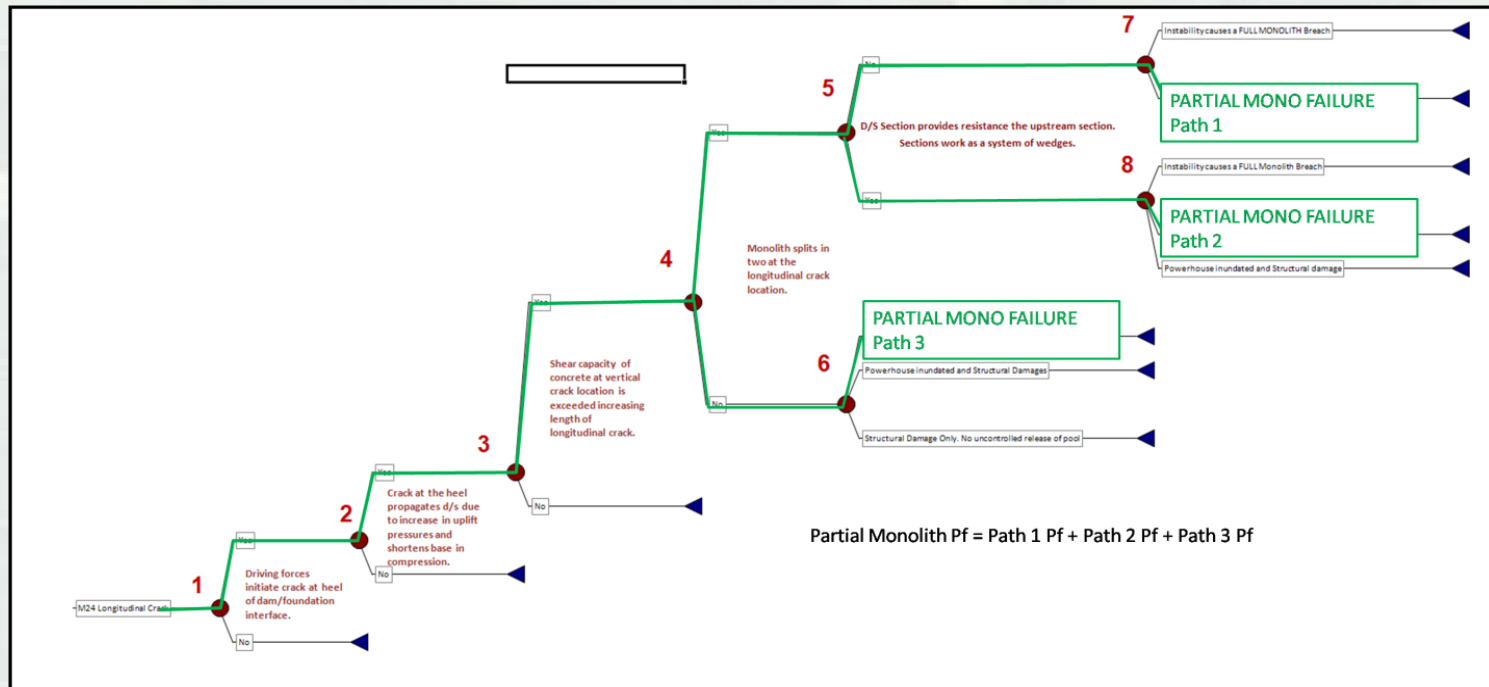 7
Instability causes a FULL MONOLITH Breach
No
5
PARTIAL MONO FAILURE
Path 1
D/S Section provides resistance the upstream section.
Sections work as a system of wedges.
Yes
8
Instability causes a FULL Monolith Breach
Yes
PARTIAL MONO FAILURE
Path 2
Powerhouse inundated and Structural damage
4
Monolith splits in
two at the
longitudinal crack
location.
Yes
PARTIAL MONO FAILURE
Path 3
6
Powerhouse inundated and Structural Damages
No
Structural Damage Only. No uncontrolled release of pool
Shear capacity of
concrete at vertical
crack location is
exceeded increasing
length of
longitudinal crack.
3
Yes
No
Crack at the heel
propagates d/s due
to increase in uplift
pressures and
shortens base in
compression.
2
Yes
No
Partial Monolith Pf = Path 1 Pf + Path 2 Pf + Path 3 Pf
1
Driving forces
initiate crack at heel
of dam/foundation
interface.
M24 Longitudinal Crack
No